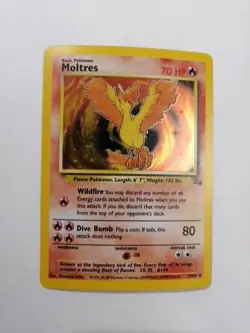 Basic Pokémon
Moltres 70 HP
Flame Pokémon. Length: 6' 7", Weight: 132 lbs.
Wildfire You may discard any number of
Energy cards attached to Moltres when you use this
attack. If you do, discard that many cards from the
top of your opponent's deck.
Dive Bomb Flip a coin. If tails, this
attack does nothing. 80
weakness resistance retreat cost
-30
Known as the legendary bird of fire. Every flap of its wings
creates a dazzling flash of flames. LV. 35 #146